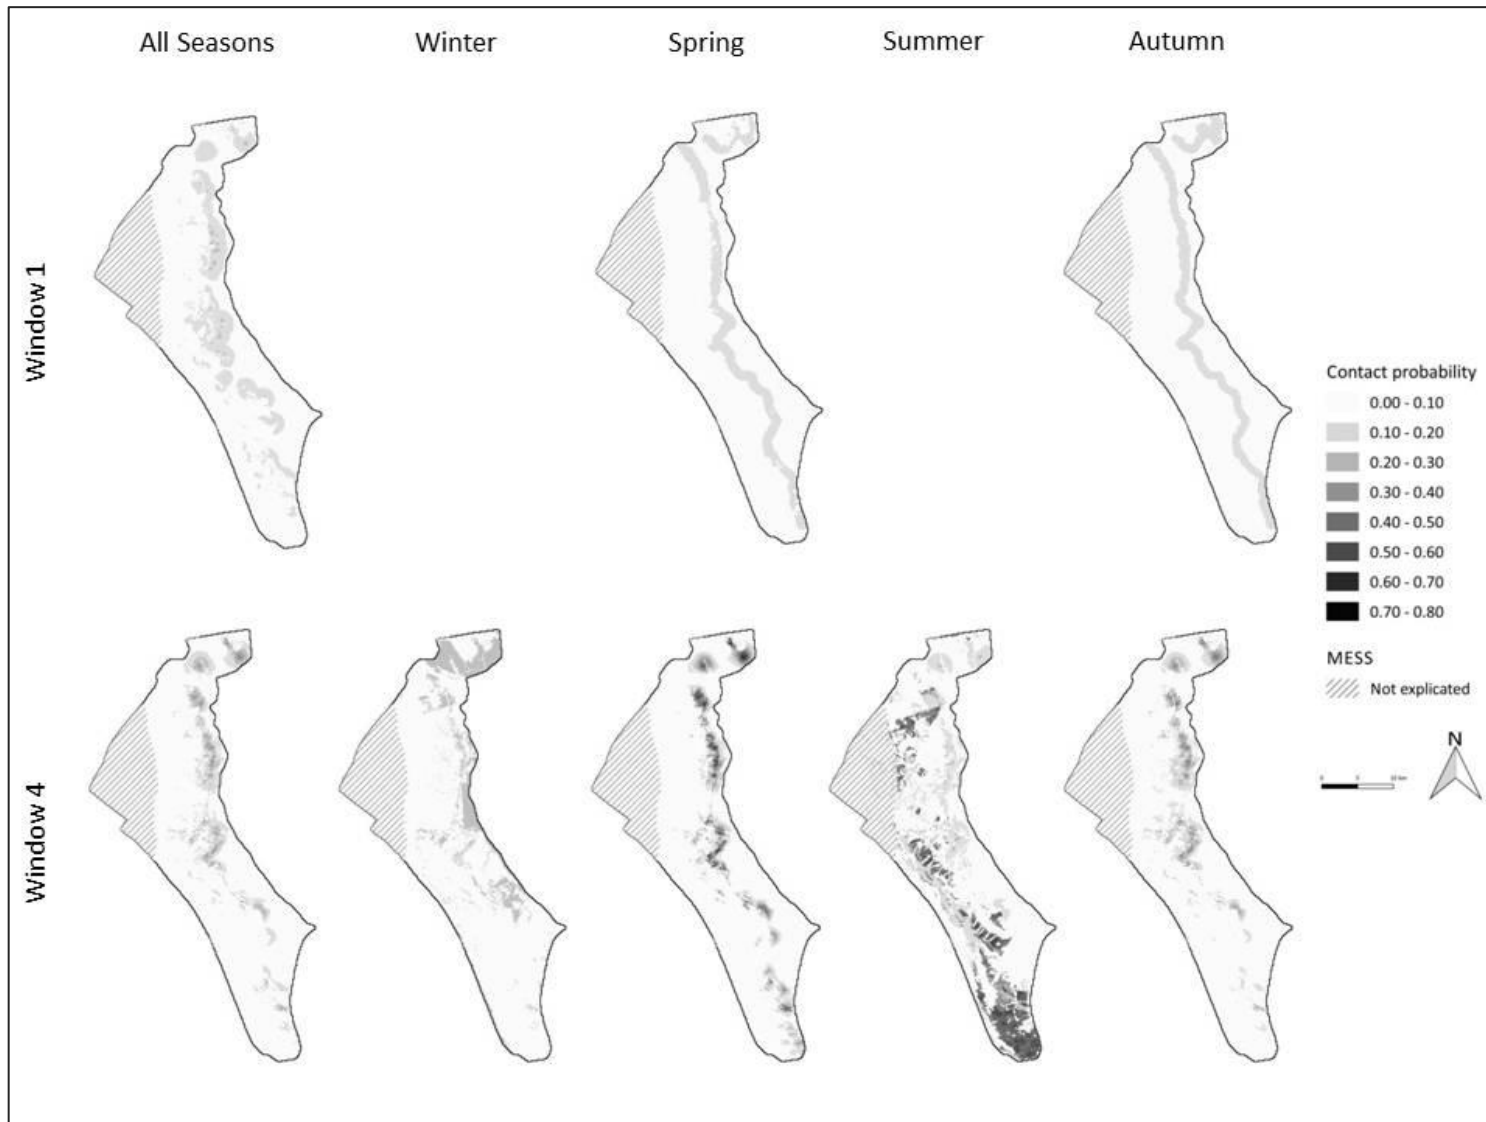 All Seasons
Winter
Spring
Summer
Autumn
Window 1
Window 4
Contact probability
0.00 - 0.10
0.10 - 0.20
0.20 - 0.30
0.30 - 0.40
0.40 - 0.50
0.50 - 0.60
0.60 - 0.70
0.70 - 0.80
MESS
Not explicated
N